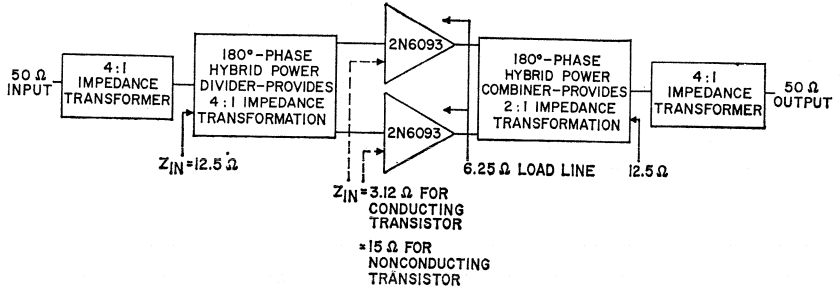 50 Ω
INPUT
4:1
IMPEDANCE
TRANSFORMER
180°-PHASE
HYBRID POWER
DIVIDER-PROVIDES
4:1 IMPEDANCE
TRANSFORMATION
2N6093
2N6093
180°-PHASE
HYBRID POWER
COMBINER-PROVIDES
2:1 IMPEDANCE
TRANSFORMATION
4:1
IMPEDANCE
TRANSFORMER
50 Ω
OUTPUT
ZIN=12.5 Ω
ZIN=3.12 Ω FOR
CONDUCTING
TRANSISTOR
≈15 Ω FOR
NONCONDUCTING
TRANSISTOR
6.25 Ω LOAD LINE
12.5 Ω